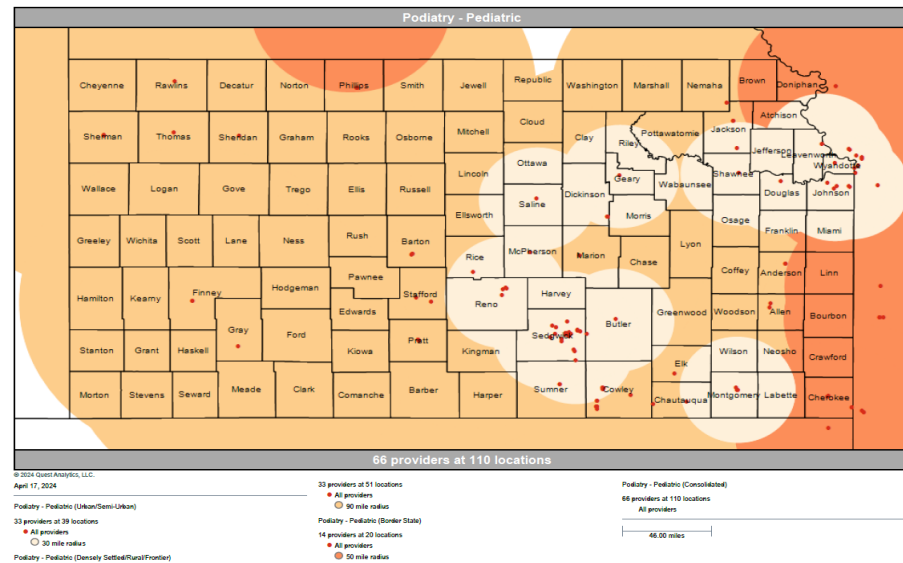 Podiatry - Pediatric
Cheyenne Rawlins Decatur Norton Phillips Smith Jewell Republic Washington Marshall Nemaha Brown Doniphan
Sherman Thomas Sheridan Graham Rooks Osborne Mitchell Cloud Clay Riley Pottawatomie Jackson Atchison
Jefferson Leavenworth
Wallace Logan Gove Trego Ellis Russell Lincoln Ottawa Dickinson Geary Wabaunsee Shawnee Wyandotte
Saline Morris Douglas Johnson
Ellsworth Osage
Greeley Wichita Scott Lane Ness Rush Barton Rice McPherson Marion Chase Lyon Franklin Miami
Hamilton Kearny Finney Hodgeman Pawnee Stafford Reno Harvey Coffey Anderson Linn
Gray Ford Edwards Sedgwick Butler Greenwood Woodson Allen Bourbon
Stanton Grant Haskell Kiowa Pratt Kingman Elk Wilson Neosho Crawford
Morton Stevens Seward Meade Clark Comanche Barber Harper Sumner Cowley Chautauqua Montgomery Labette Cherokee
66 providers at 110 locations
© 2024 Quest Analytics, LLC.
April 17, 2024
Podiatry - Pediatric (Urban/Semi-Urban)
33 providers at 39 locations
All providers
30 mile radius
Podiatry - Pediatric (Densely Settled/Rural/Frontier)
33 providers at 51 locations
All providers
90 mile radius
Podiatry - Pediatric (Border State)
14 providers at 20 locations
All providers
50 mile radius
Podiatry - Pediatric (Consolidated)
66 providers at 110 locations
All providers
46.00 miles